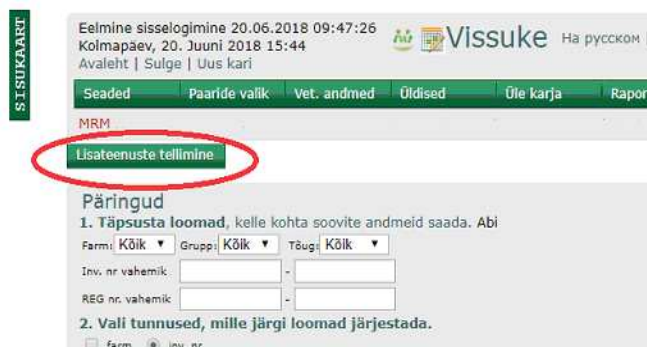 SISUKAART
Eelmine sisselogimine 20.06.2018 09:47:26
Kolmapäev, 20. Juuni 2018 15:44
Avaleht | Sulge | Uus kari
Vissuke На русском |
Seaded Paaride valik Vet. andmed Üldised Üle karja Rapor
MRM
Lisateenuste tellimine
Päringud
1. Täpsusta loomad, kelle kohta soovite andmeid saada. Abi
Farm: Kõik ▼ Grupp: Kõik ▼ Tõug: Kõik ▼
Inv. nr vahemik -
REG nr. vahemik -
2. Vali tunnused, mille järgi loomad järjestada.
farm inv. nr